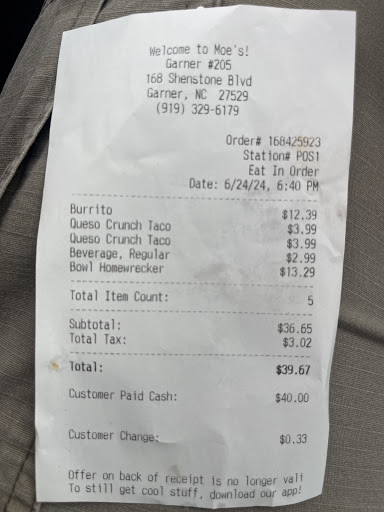 Welcome to Moe's!
Garner #205
168 Shenstone Blvd
Garner, NC 27529
(919) 329-6179
Order# 168425923
Station# POS1
Eat In Order
Date: 6/24/24, 6:40 PM
Burrito $12.39
Queso Crunch Taco $3.99
Queso Crunch Taco $3.99
Beverage, Regular $2.99
Bowl Homewrecker $13.29
Total Item Count: 5
Subtotal: $36.65
Total Tax: $3.02
Total: $39.67
Customer Paid Cash: $40.00
Customer Change: $0.33
Offer on back of receipt is no longer vali
To still get cool stuff, download our app!